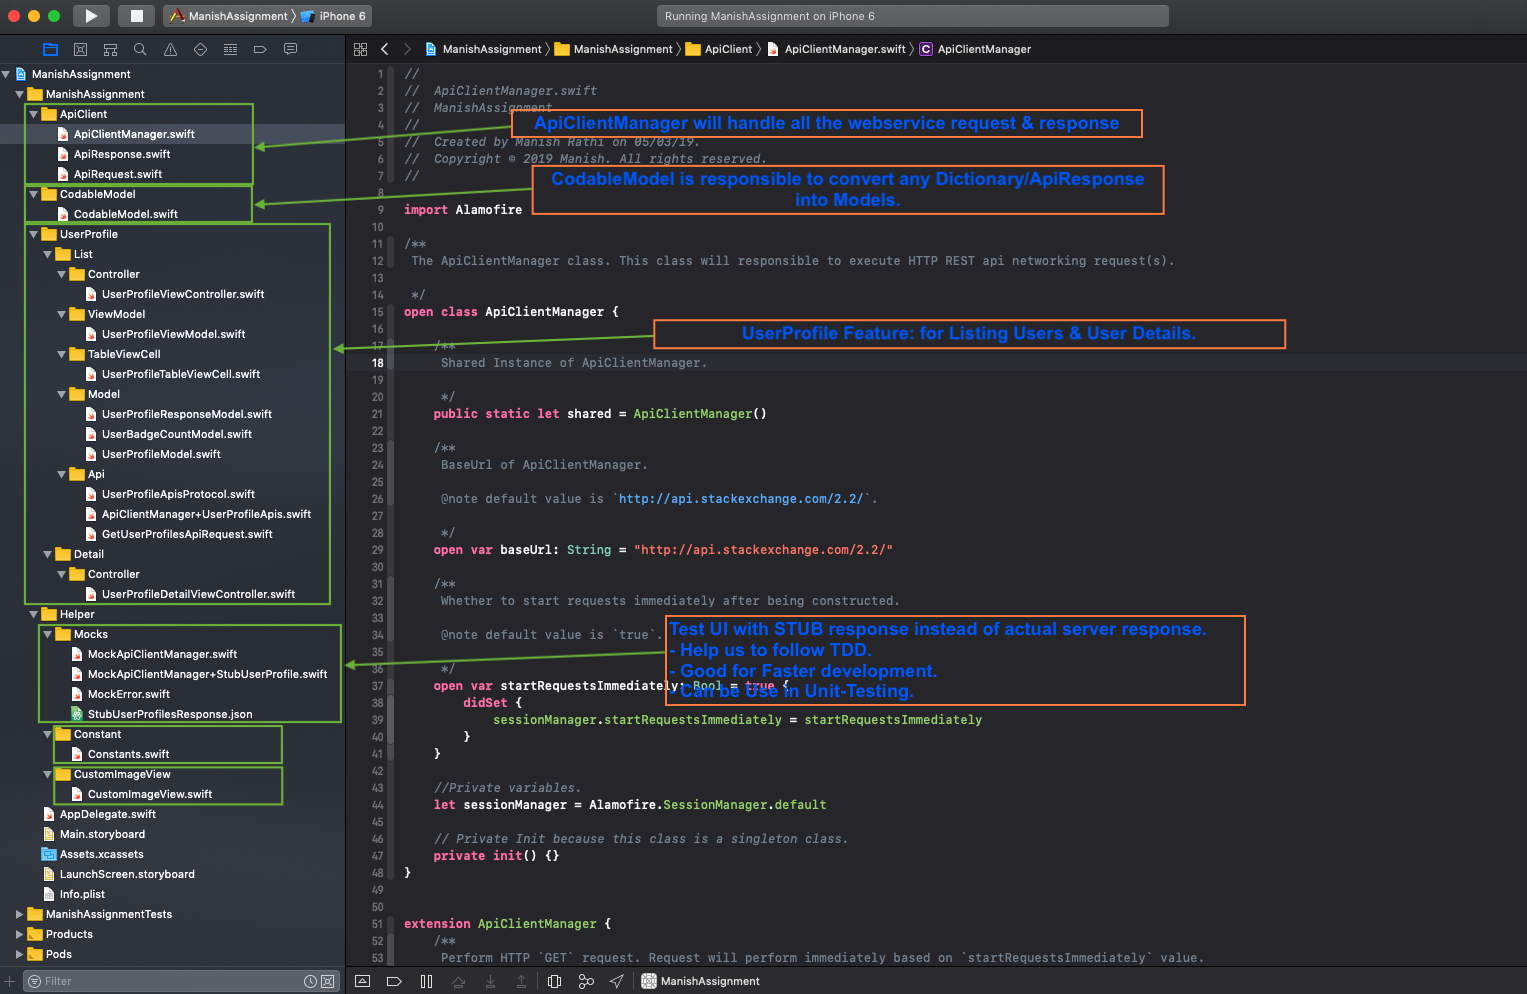 ManishAssignment
iPhone 6
Running ManishAssignment on iPhone 6
ManishAssignment
ManishAssignment
ApiClient
ApiClientManager.swift
C
ApiClientManager
ManishAssignment
ManishAssignment
ApiClient
ApiClientManager.swift
ApiResponse.swift
ApiRequest.swift
CodableModel
CodableModel.swift
UserProfile
List
Controller
UserProfileViewController.swift
ViewModel
UserProfileViewModel.swift
TableViewCell
UserProfileTableViewCell.swift
Model
UserProfileResponseModel.swift
UserBadgeCountModel.swift
UserProfileModel.swift
Api
UserProfileApisProtocol.swift
ApiClientManager+UserProfileApis.swift
GetUserProfilesApiRequest.swift
Detail
Controller
UserProfileDetailViewController.swift
Helper
Mocks
MockApiClientManager.swift
MockApiClientManager+StubUserProfile.swift
MockError.swift
StubUserProfilesResponse.json
Constant
Constants.swift
CustomImageView
CustomImageView.swift
AppDelegate.swift
Main.storyboard
Assets.xcassets
LaunchScreen.storyboard
Info.plist
ManishAssignmentTests
Products
Pods
Filter
1 //
2 //  ApiClientManager.swift
3 //  ManishAssignment
4 //
ApiClientManager will handle all the webservice request & response
5 //  Created by Manish Rathi on 05/03/19.
6 //  Copyright © 2019 Manish. All rights reserved.
7 //
CodableModel is responsible to convert any Dictionary/ApiResponse
into Models.
8
9 import Alamofire
10
11 /**
12  The ApiClientManager class. This class will responsible to execute HTTP REST api networking request(s).
13
14  */
15 open class ApiClientManager {
16
UserProfile Feature: for Listing Users & User Details.
17     /**
18      Shared Instance of ApiClientManager.
19
20      */
21     public static let shared = ApiClientManager()
22
23     /**
24      BaseUrl of ApiClientManager.
25
26      @note default value is `http://api.stackexchange.com/2.2/`.
27
28      */
29     open var baseUrl: String = "http://api.stackexchange.com/2.2/"
30
31     /**
32      Whether to start requests immediately after being constructed.
33
34      @note default value is `true`.
35
Test UI with STUB response instead of actual server response.
- Help us to follow TDD.
- Good for Faster development.
- Can be Use in Unit-Testing.
36      */
37     open var startRequestsImmediately: Bool = true {
38         didSet {
39             sessionManager.startRequestsImmediately = startRequestsImmediately
40         }
41     }
42
43     //Private variables.
44     let sessionManager = Alamofire.SessionManager.default
45
46     // Private Init because this class is a singleton class.
47     private init() {}
48 }
49
50
51 extension ApiClientManager {
52     /**
53      Perform HTTP `GET` request. Request will perform immediately based on `startRequestsImmediately` value.
ManishAssignment